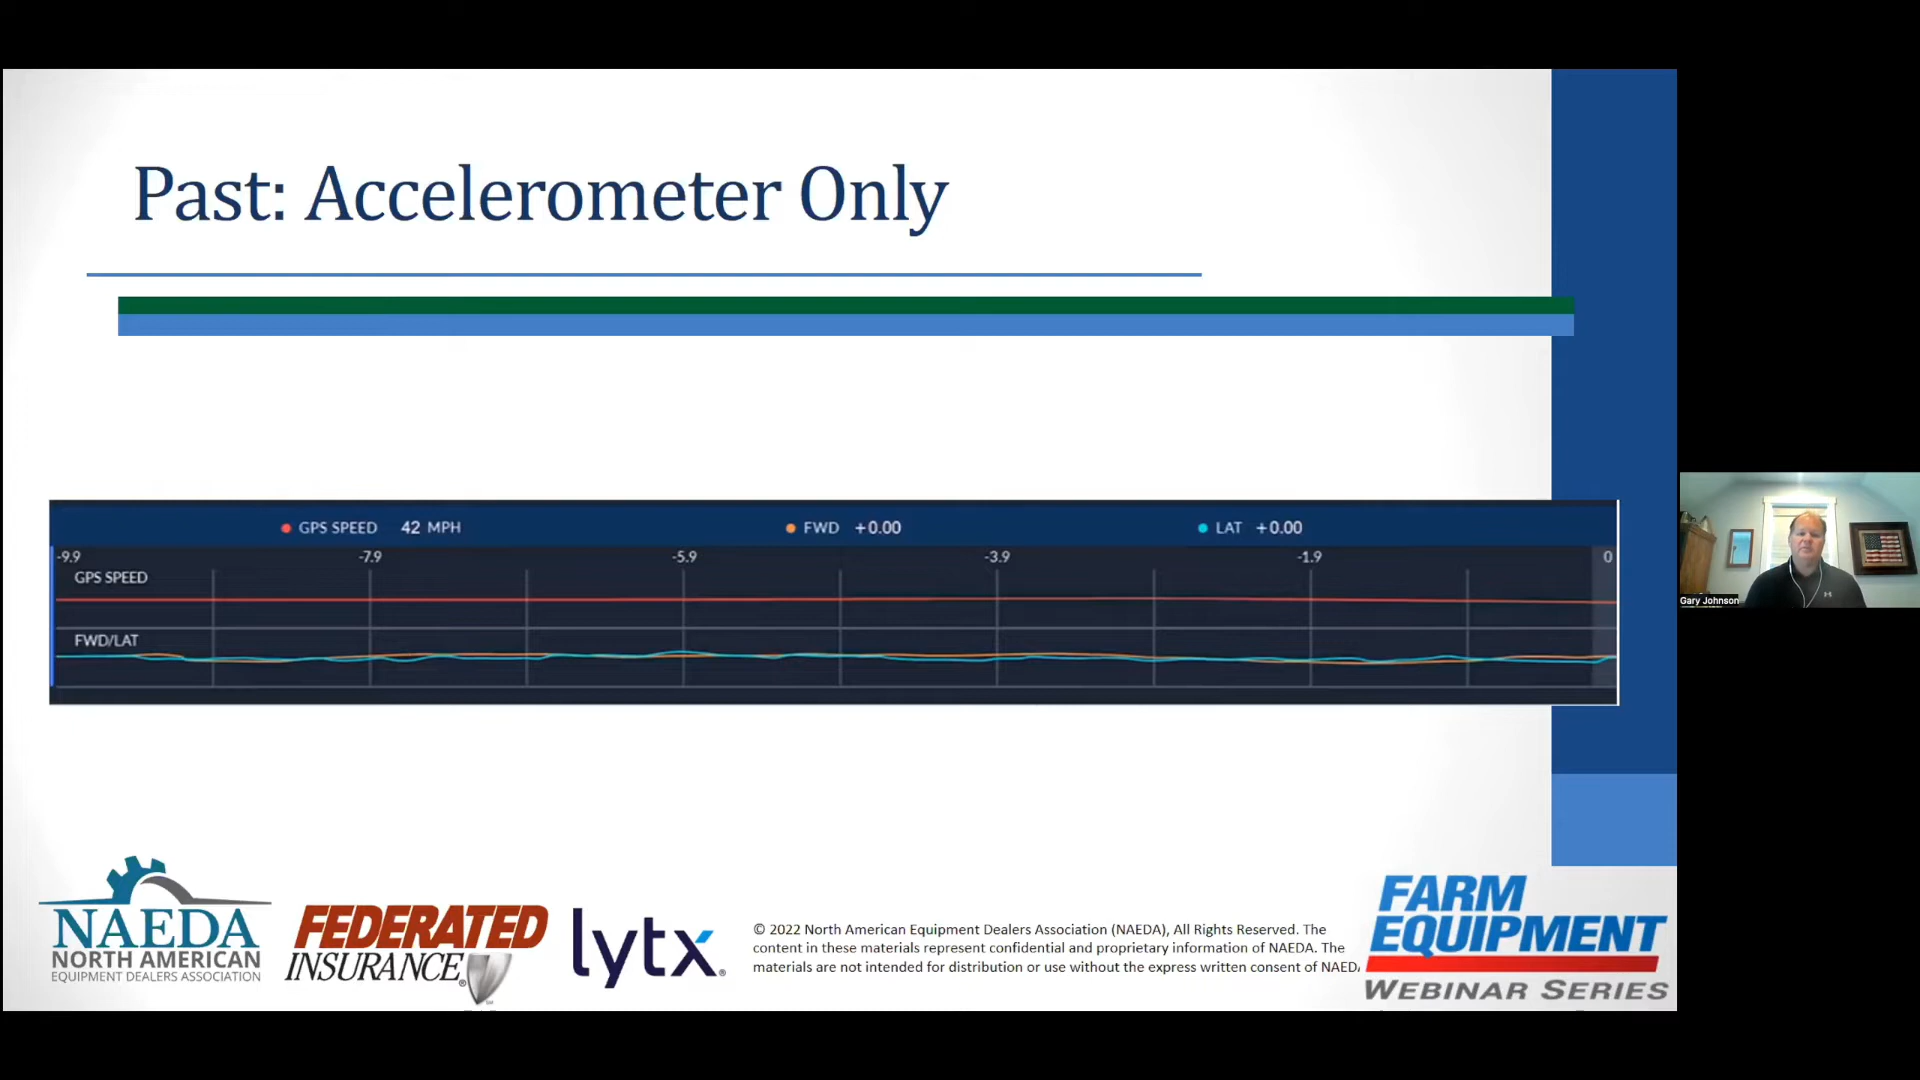 Past: Accelerometer Only
GPS SPEED 42 MPH FWD +0.00 LAT +0.00
-9.9 -7.9 -5.9 -3.9 -1.9 0
GPS SPEED
FWD/LAT
Gary Johnson
NAEDA
NORTH AMERICAN
EQUIPMENT DEALERS ASSOCIATION
FEDERATED
INSURANCE®
lytx®
© 2022 North American Equipment Dealers Association (NAEDA), All Rights Reserved. The
content in these materials represent confidential and proprietary information of NAEDA. The
materials are not intended for distribution or use without the express written consent of NAED
FARM
EQUIPMENT
WEBINAR SERIES